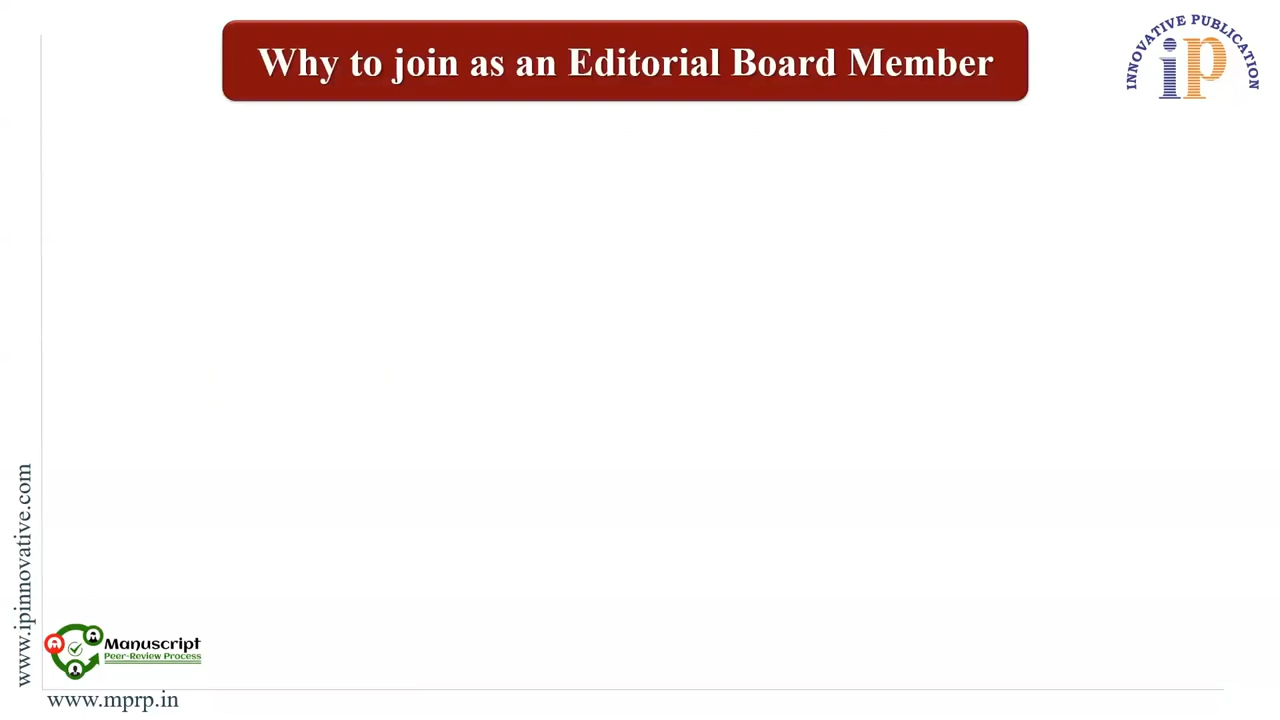 Why to join as an Editorial Board Member
INNOVATIVE PUBLICATION
iP
www.ipinnovative.com
Manuscript
Peer-Review Process
www.mprp.in